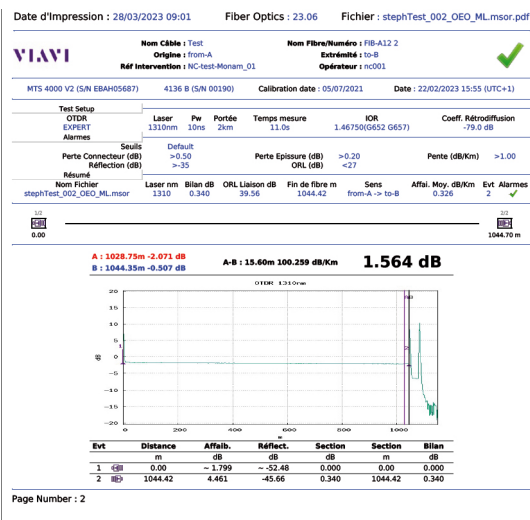 Date d'Impression : 28/03/2023 09:01 Fiber Optics : 23.06 Fichier : stephTest_002_OEO_ML.msor.pdf
VIAVI
Nom Câble : Test Nom Fibre/Numéro : FIB-A12 2
Origine : from-A Extrémité : to-B
Réf Intervention : NC-test-Monam_01 Opérateur : nc001
MTS 4000 V2 (S/N EBAH05687) 4136 B (S/N 00190) Calibration date : 05/07/2021 Date : 22/02/2023 15:55 (UTC+1)
Test Setup
OTDR Laser Pw Portée Temps mesure IOR Coeff. Rétrodiffusion
EXPERT 1310nm 10ns 2km 11.0s 1.46750(G652 G657) -79.0 dB
Alarmes
Seuils Default
Perte Connecteur (dB) >0.50 Perte Epissure (dB) >0.20 Pente (dB/Km) >1.00
Réflection (dB) >-35 ORL (dB) <27
Résumé
Nom Fichier Laser nm Bilan dB ORL Liaison dB Fin de fibre m Sens Affai. Moy. dB/Km Evt Alarmes
stephTest_002_OEO_ML.msor 1310 0.340 39.56 1044.42 from-A -> to-B 0.326 2
1/2 2/2
0.00 1044.70 m
A : 1028.75m -2.071 dB
B : 1044.35m -0.507 dB
A-B : 15.60m 100.259 dB/Km 1.564 dB
OTDR 1310nm
20
15
10
5
0
-5
-10
-15
-20
dB
1
2
A B
0 200 400 600 800 1000
m
Evt Distance Affaib. Réflect. Section Section Bilan
m dB dB dB m dB
1 0.00 ~ 1.799 ~ -52.48 0.000 0.00 0.000
2 1044.42 4.461 -45.66 0.340 1044.42 0.340
Page Number : 2